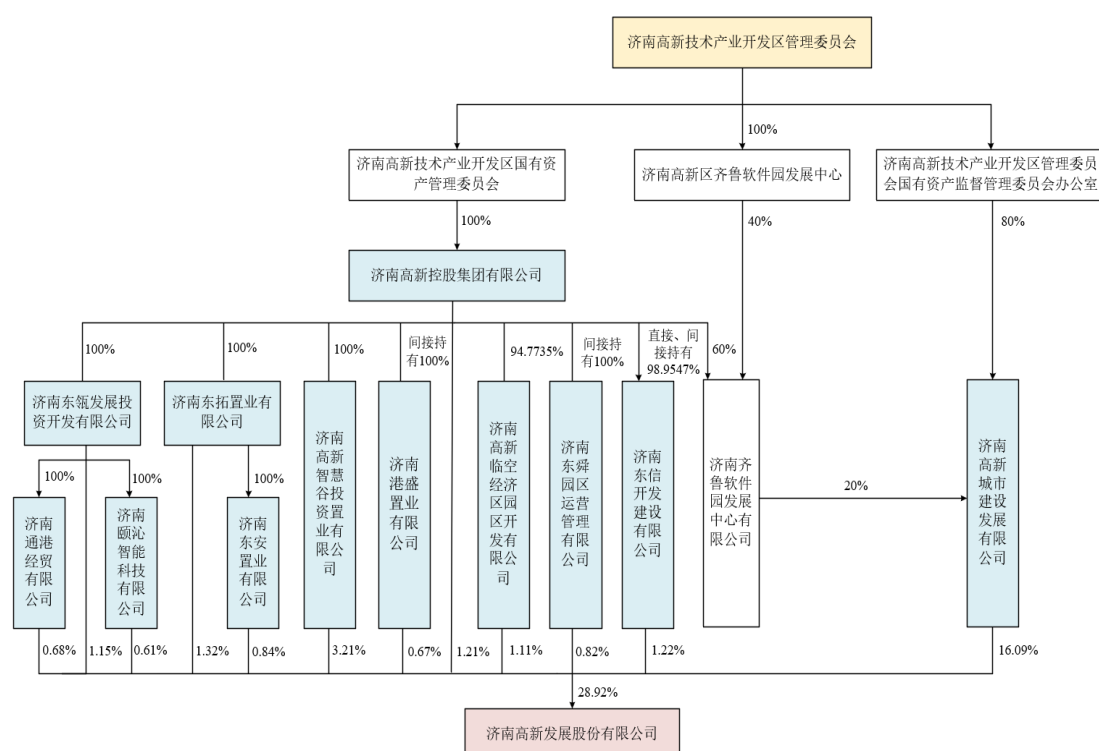 济南高新技术产业开发区管理委员会
100%
济南高新技术产业开发区国有资
产管理委员会
济南高新区齐鲁软件园发展中心
济南高新技术产业开发区管理委员
会国有资产监督管理委员会办公室
100%
40%
80%
济南高新控股集团有限公司
100%
100%
100%
间接持
有100%
94.7735%
间接持
有100%
直接、间
接持有
98.9547%
60%
济南东瓴发展投
资开发有限公司
济南东拓置业有
限公司
济南
高新
智慧
谷投
资置
业有
限公
司
济南
港盛
置业
有限
公司
济南
高新
临空
经济
区园
区开
发有
限公
司
济南
东舜
园区
运营
管理
有限
公司
济南
东信
开发
建设
有限
公司
济南齐
鲁软件
园发展
中心有
限公司
20%
济南
高新
城市
建设
发展
有限
公司
100%
100%
100%
济南
通港
经贸
有限
公司
济南
颐沁
智能
科技
有限
公司
济南
东安
置业
有限
公司
0.68%
1.15%
0.61%
1.32%
0.84%
3.21%
0.67%
1.21%
1.11%
0.82%
1.22%
16.09%
28.92%
济南高新发展股份有限公司